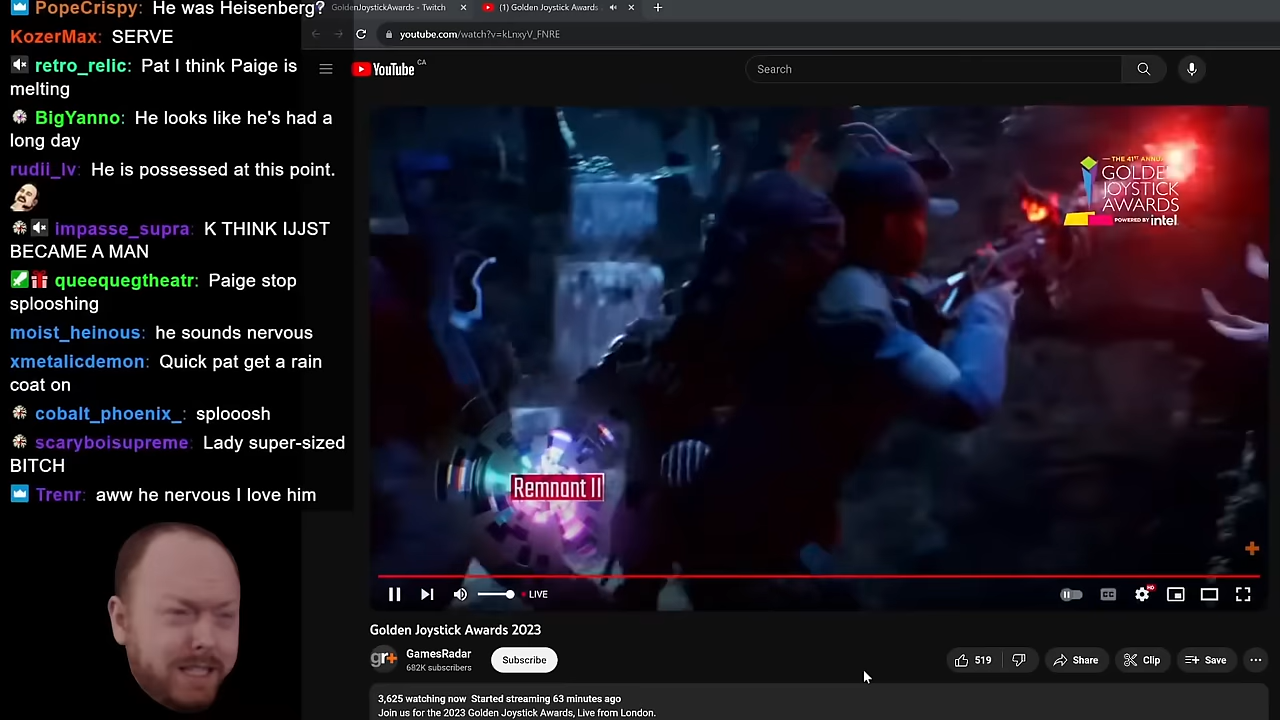 PopeCrispy: He was Heisenberg?
KozerMax: SERVE
retro_relic: Pat I think Paige is
melting
BigYanno: He looks like he's had a
long day
rudii_lv: He is possessed at this point.
impasse_supra: K THINK IJJST
BECAME A MAN
queequegtheatr: Paige stop
splooshing
moist_heinous: he sounds nervous
xmetalicdemon: Quick pat get a rain
coat on
cobalt_phoenix_: splooosh
scaryboisupreme: Lady super-sized
BITCH
Trenr: aww he nervous I love him
GoldenJoystickAwards - Twitch
(1) Golden Joystick Awards
youtube.com/watch?v=kLnxyV_FNRE
YouTube CA
Search
THE 41ST ANNUA
GOLDEN
JOYSTICK
AWARDS
POWERED BY intel
Remnant II
LIVE
CC
HD
Golden Joystick Awards 2023
gr+
GamesRadar
682K subscribers
Subscribe
519
Share
Clip
Save
3,625 watching now Started streaming 63 minutes ago
Join us for the 2023 Golden Joystick Awards, Live from London.